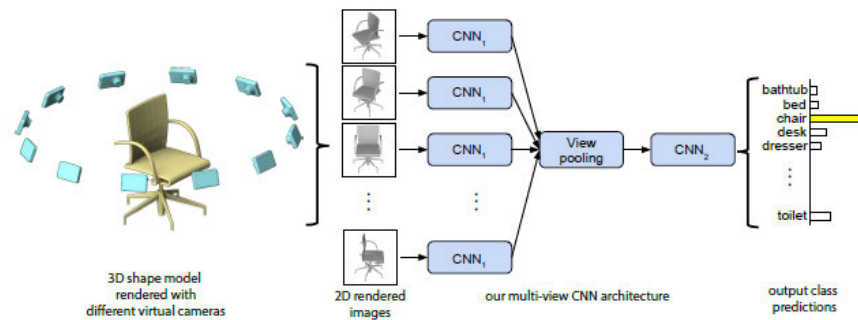 CNN1
CNN1
CNN1
CNN1
View
pooling
CNN2
bathtub
bed
chair
desk
dresser
toilet
3D shape model
rendered with
different virtual cameras
2D rendered
images
our multi-view CNN architecture
output class
predictions